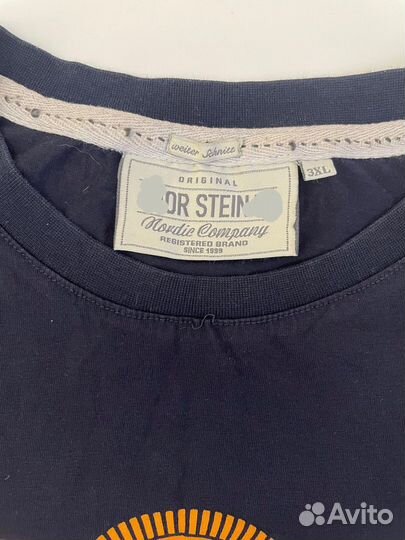 weiter Schnitt
ORIGINAL
OR STEIN
3XL
Nordic Company
REGISTERED BRAND
SINCE 1999
Avito